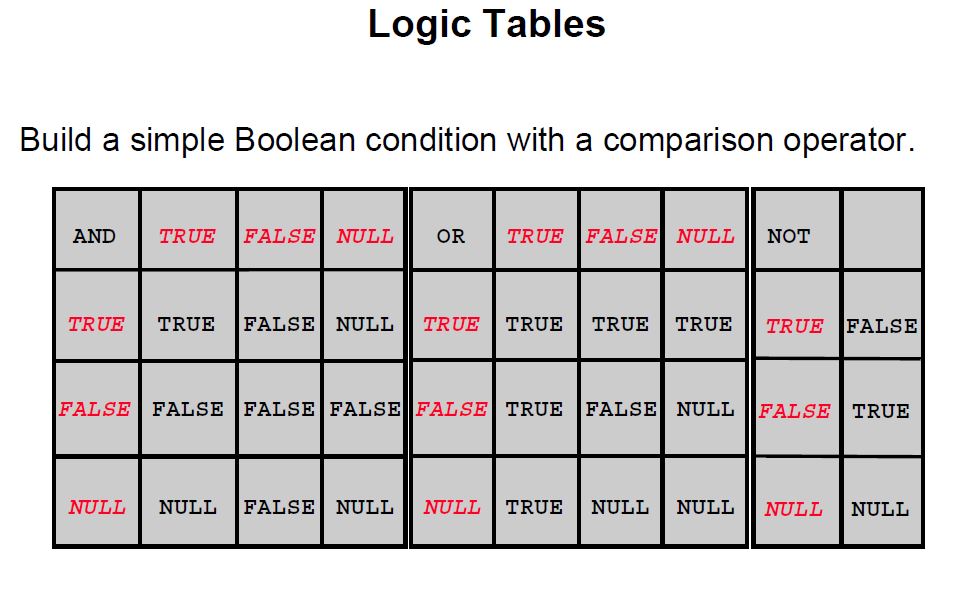 Logic Tables
Build a simple Boolean condition with a comparison operator.
AND TRUE FALSE NULL OR TRUE FALSE NULL NOT
TRUE TRUE FALSE NULL TRUE TRUE TRUE TRUE TRUE FALSE
FALSE FALSE FALSE FALSE FALSE TRUE FALSE NULL FALSE TRUE
NULL NULL FALSE NULL NULL TRUE NULL NULL NULL NULL